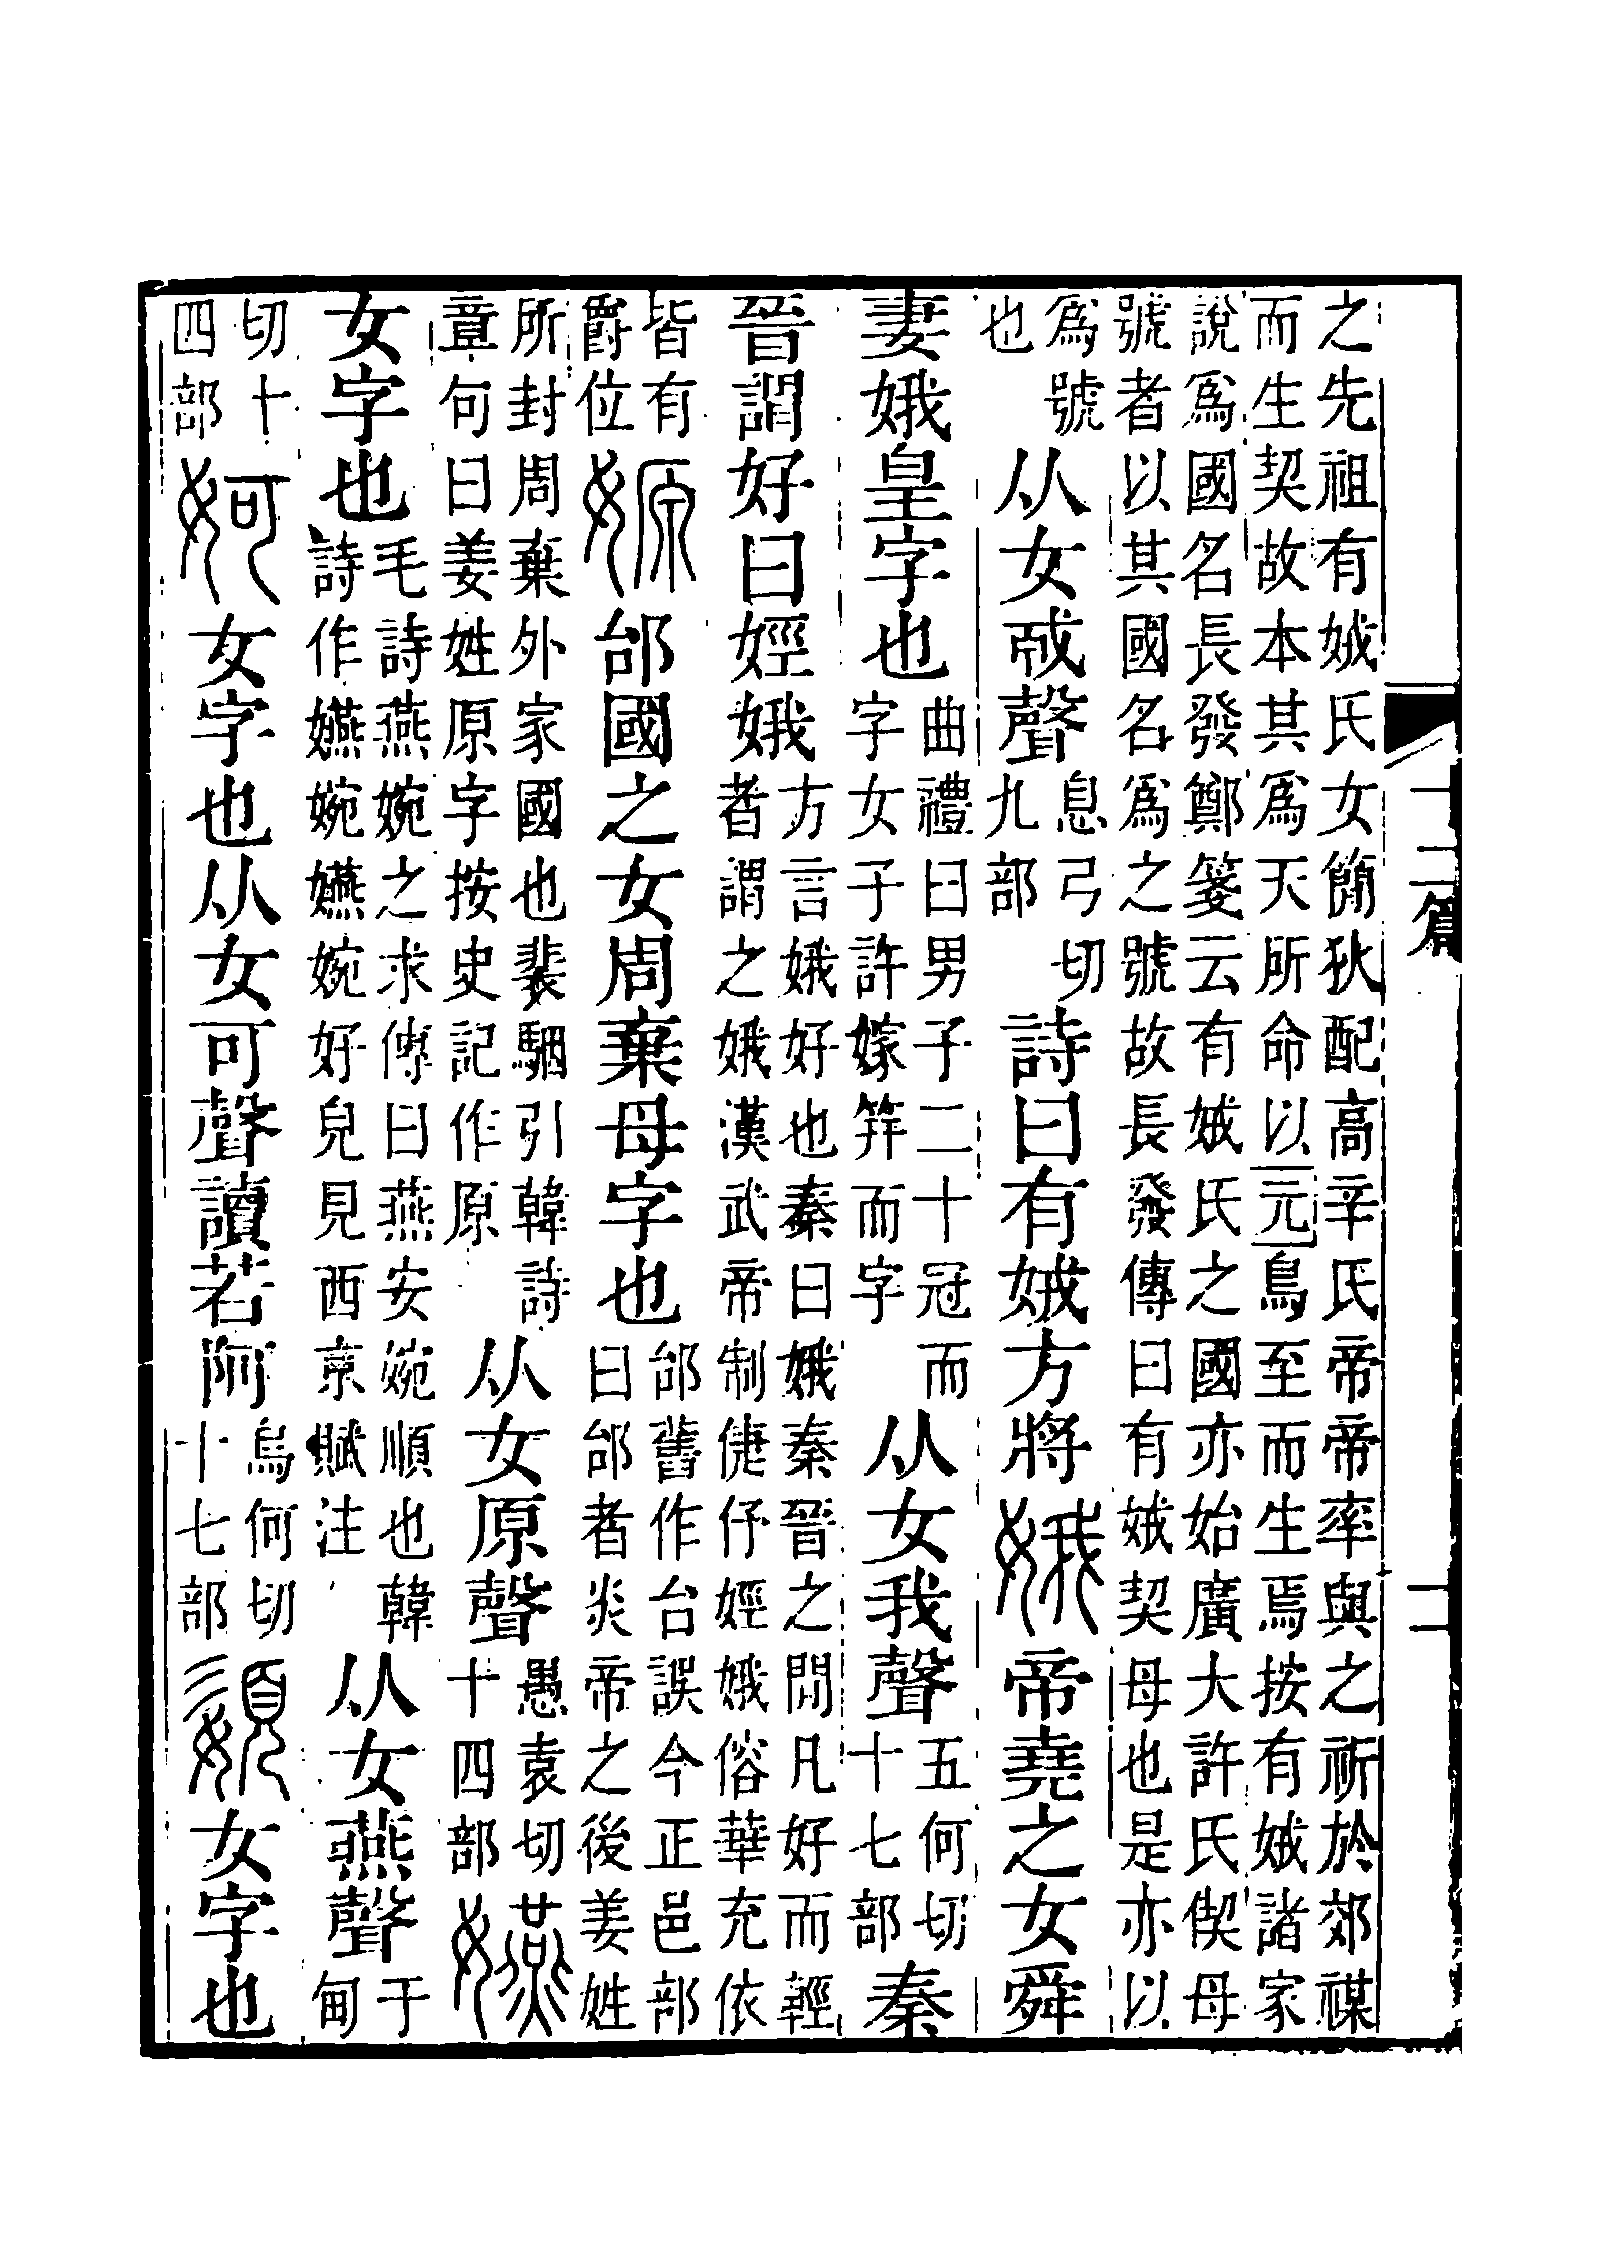 之先祖有娀氏女簡狄配高辛氏帝帝率與之祈於郊禖
而生契故本其爲天所命以元鳥至而生焉按有娀諸家
說爲國名長發鄭箋云有娀氏之國亦始廣大許氏偰母
號者以其國名爲之號故長發傳曰有娀契母也是亦以
爲號
也
从女戎聲
息弓切
九部
詩曰有娀方將
娥
帝堯之女舜
妻娥皇字也
曲禮曰男子二十冠而
字女子許嫁筓而字
从女我聲
五何切
十七部
秦
晉謂好曰娙娥
方言娥好也秦曰娥秦晉之閒凡好而輕
者謂之娥漢武帝制倢伃娙娥傛華充依
皆有
爵位
嫄
邰國之女周棄母字也
邰舊作台誤今正邑部
曰邰者炎帝之後姜姓
所封周棄外家國也裴駰引韓詩
章句曰姜姓原字按史記作原
从女原聲
愚袁切
十四部
嬿
女字也
毛詩燕婉之求傳曰燕安婉順也韓
詩作嬿婉嬿婉好皃見西京賦注
从女燕聲
于
甸
切十
四部
妸
女字也从女可聲讀若阿
烏何切
十七部
嬃
女字也
十二篇
二